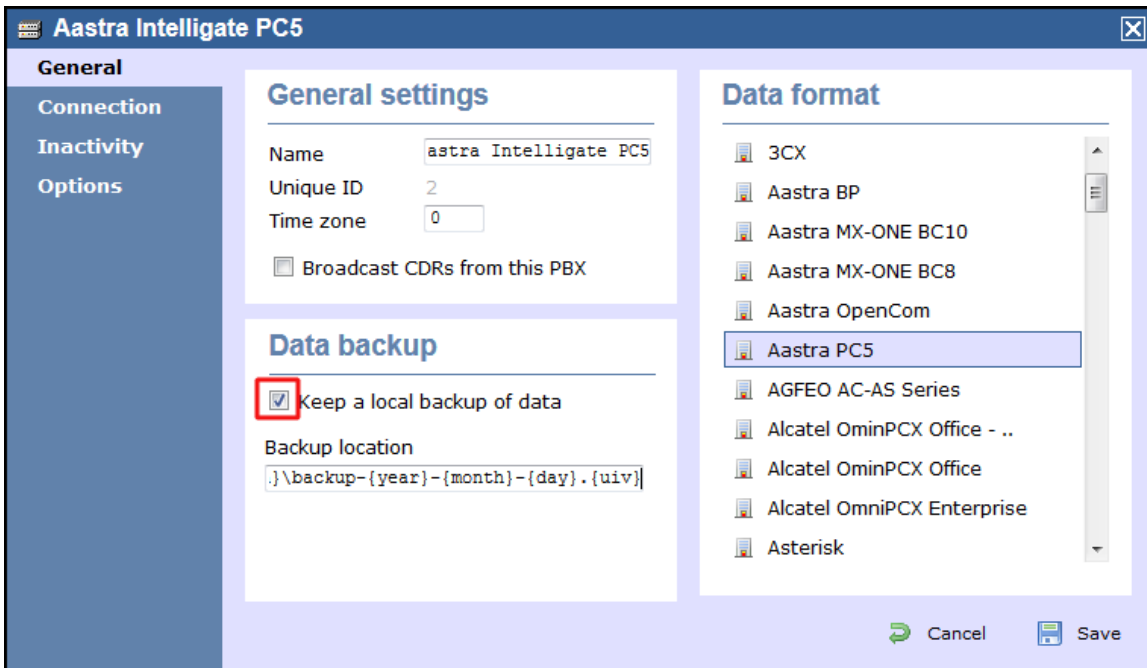 Aastra Intelligate PC5
General
Connection
Inactivity
Options
General settings
Name astra Intelligate PC5
Unique ID 2
Time zone 0
Broadcast CDRs from this PBX
Data backup
Keep a local backup of data
Backup location
.}\backup-{year}-{month}-{day}.{uiv}
Data format
3CX
Aastra BP
Aastra MX-ONE BC10
Aastra MX-ONE BC8
Aastra OpenCom
Aastra PC5
AGFEO AC-AS Series
Alcatel OminPCX Office - ..
Alcatel OminPCX Office
Alcatel OmniPCX Enterprise
Asterisk
Cancel
Save